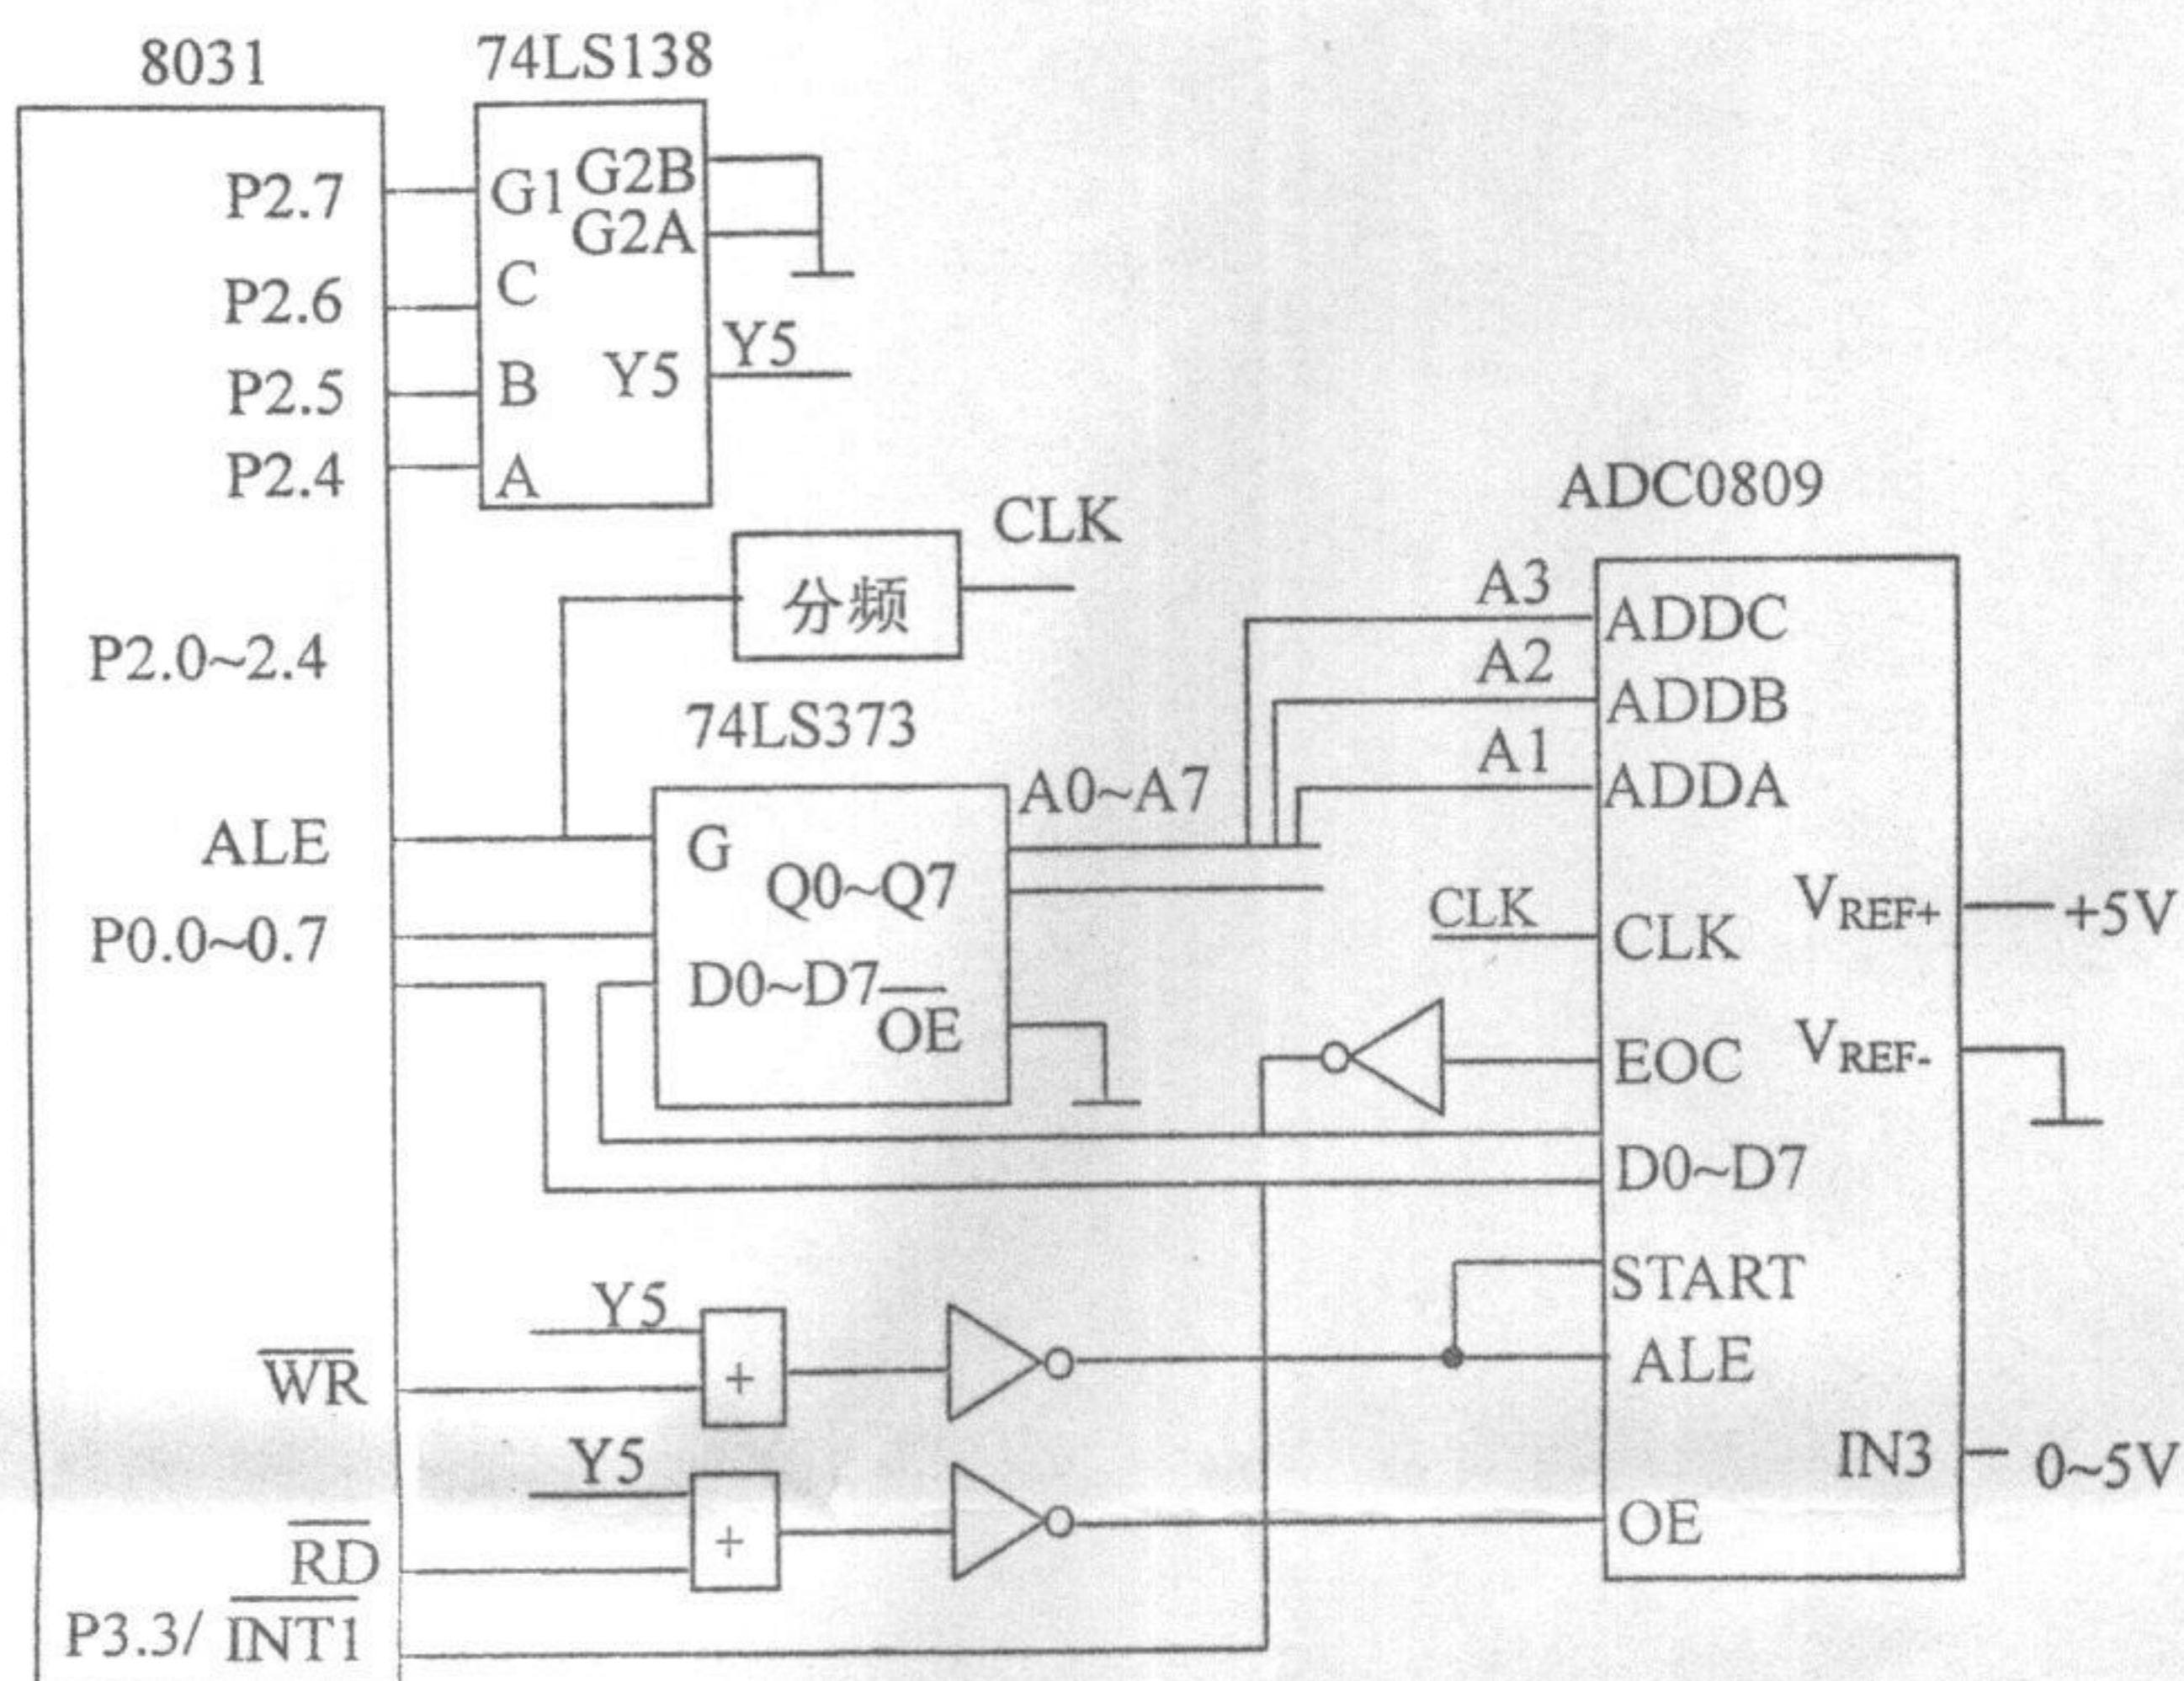 8031
74LS138
P2.7
G1
G2B
G2A
P2.6
C
P2.5
B
Y5
Y5
P2.4
A
ADC0809
CLK
分频
P2.0~2.4
74LS373
A3
ADDC
A2
ADDB
A1
ADDA
A0~A7
ALE
G
Q0~Q7
P0.0~0.7
D0~D7
OE
CLK
CLK
VREF+
+5V
EOC
VREF-
D0~D7
START
Y5
WR
+
ALE
Y5
IN3
0~5V
RD
+
OE
P3.3/ INT1